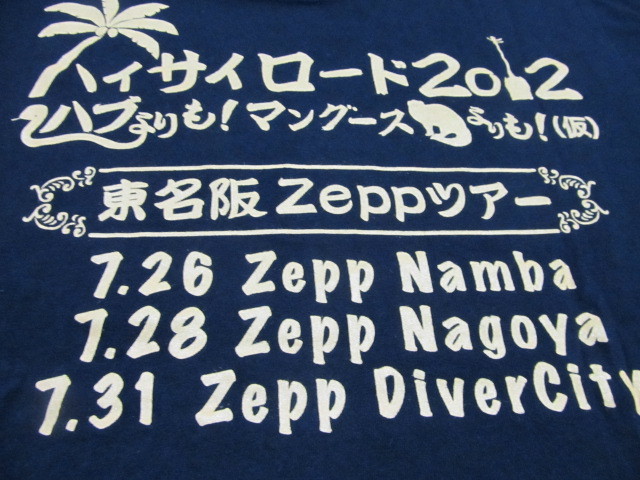 ハイサイロード2012
ハブよりも!マングースよりも!(仮)
東名阪Zeppツアー
7.26 Zepp Namba
7.28 Zepp Nagoya
7.31 Zepp DiverCity